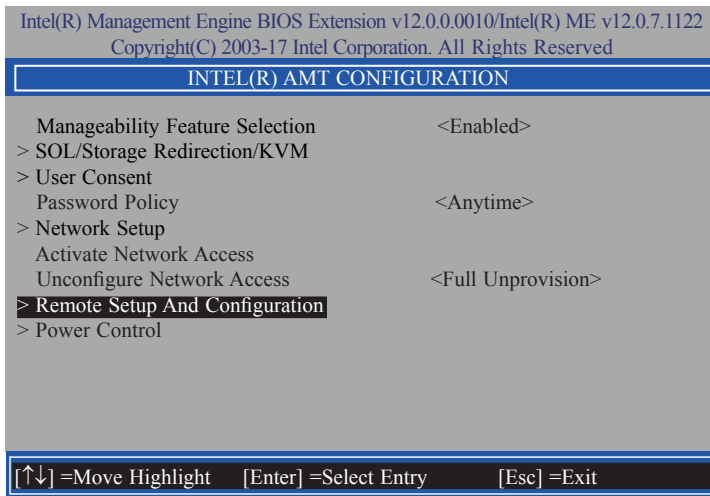 Intel(R) Management Engine BIOS Extension v12.0.0.0010/Intel(R) ME v12.0.7.1122
Copyright(C) 2003-17 Intel Corporation. All Rights Reserved
INTEL(R) AMT CONFIGURATION
Manageability Feature Selection <Enabled>
> SOL/Storage Redirection/KVM
> User Consent
Password Policy <Anytime>
> Network Setup
Activate Network Access
Unconfigure Network Access <Full Unprovision>
> Remote Setup And Configuration
> Power Control
[↑↓] =Move Highlight [Enter] =Select Entry [Esc] =Exit